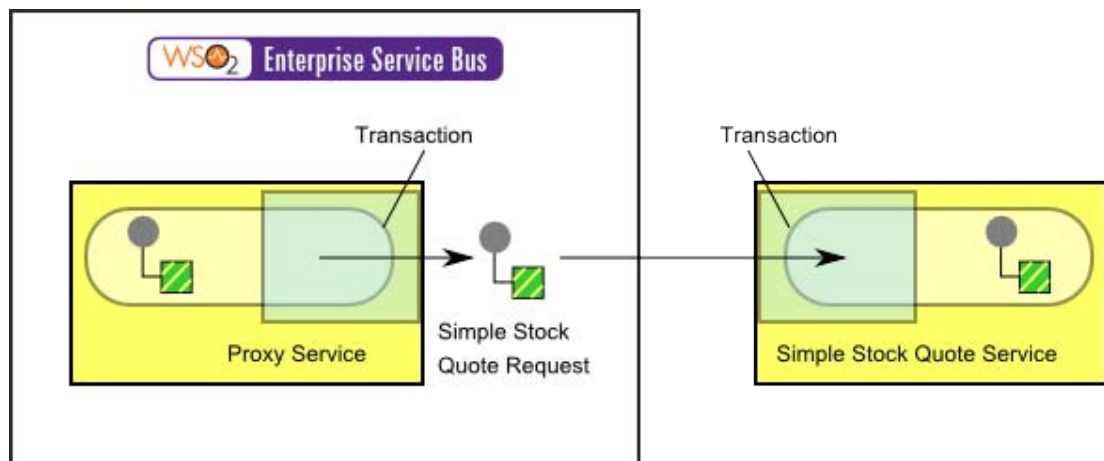 WSO2 Enterprise Service Bus
Transaction
Transaction
Simple Stock
Quote Request
Proxy Service
Simple Stock Quote Service